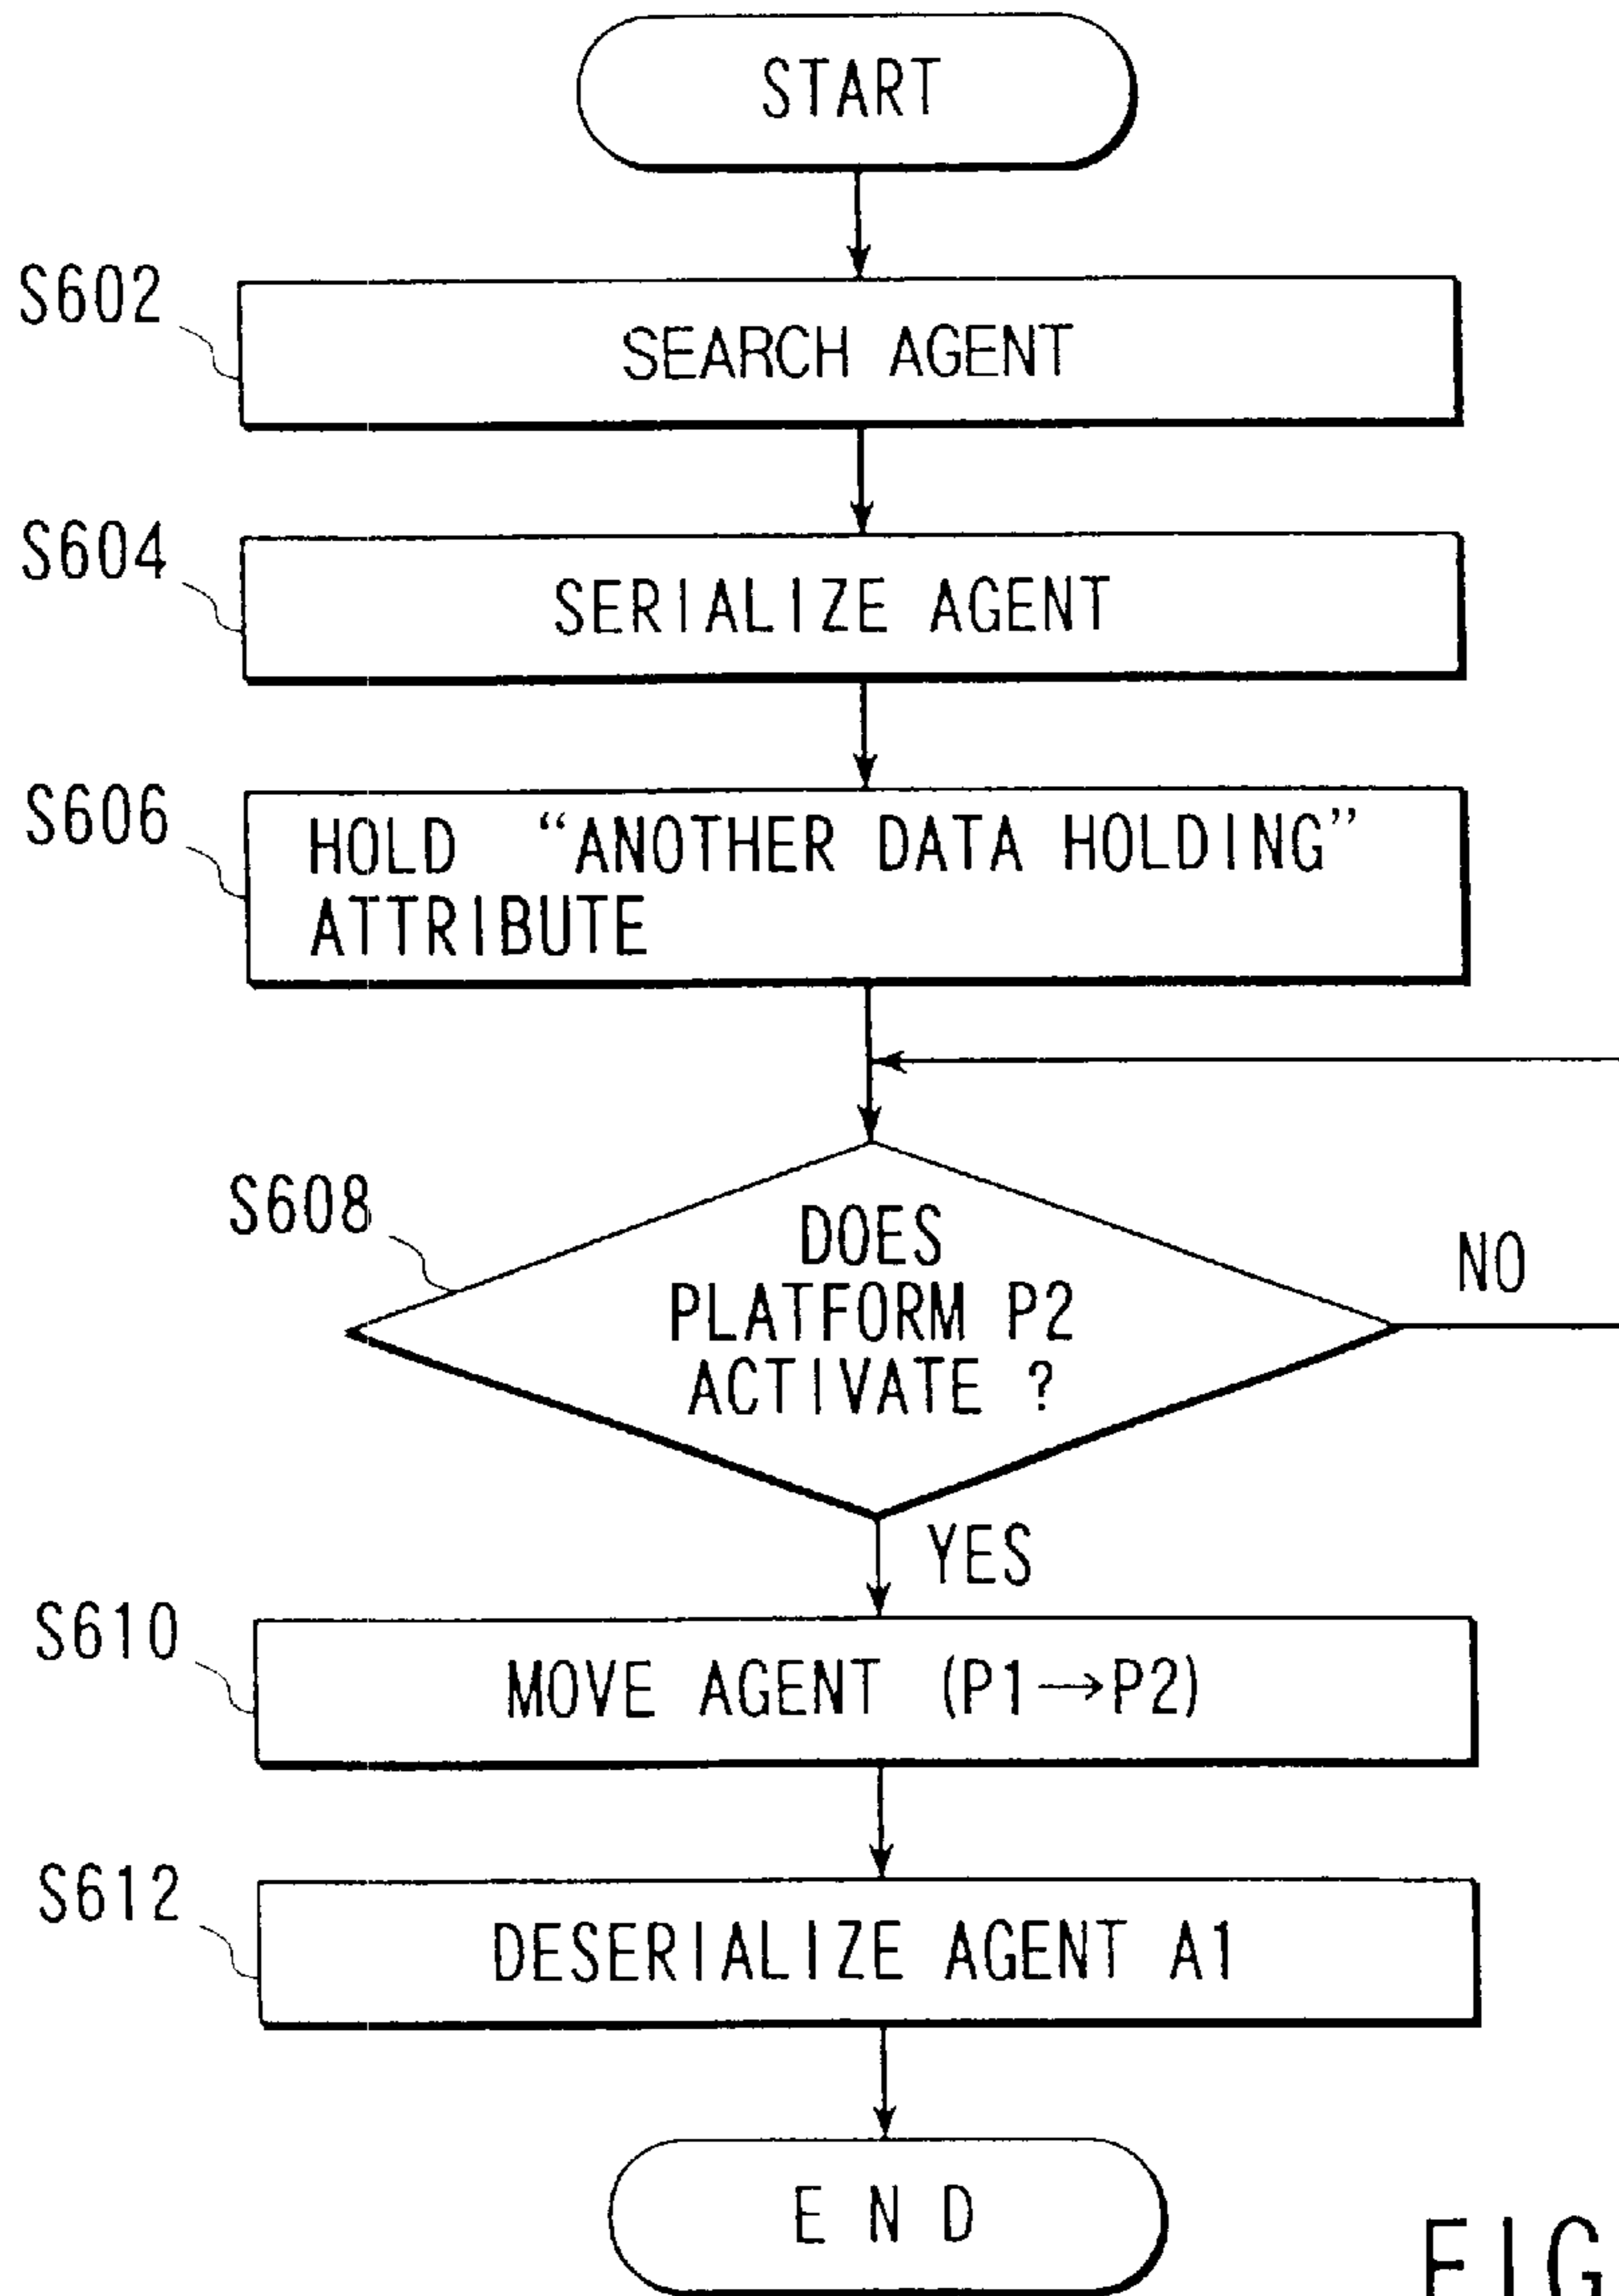 START
S602
SEARCH AGENT
S604
SERIALIZE AGENT
S606
HOLD “ANOTHER DATA HOLDING”
ATTRIBUTE
S608
DOES
PLATFORM P2
ACTIVATE ?
NO
YES
S610
MOVE AGENT (P1→P2)
S612
DESERIALIZE AGENT A1
E N D
FIG